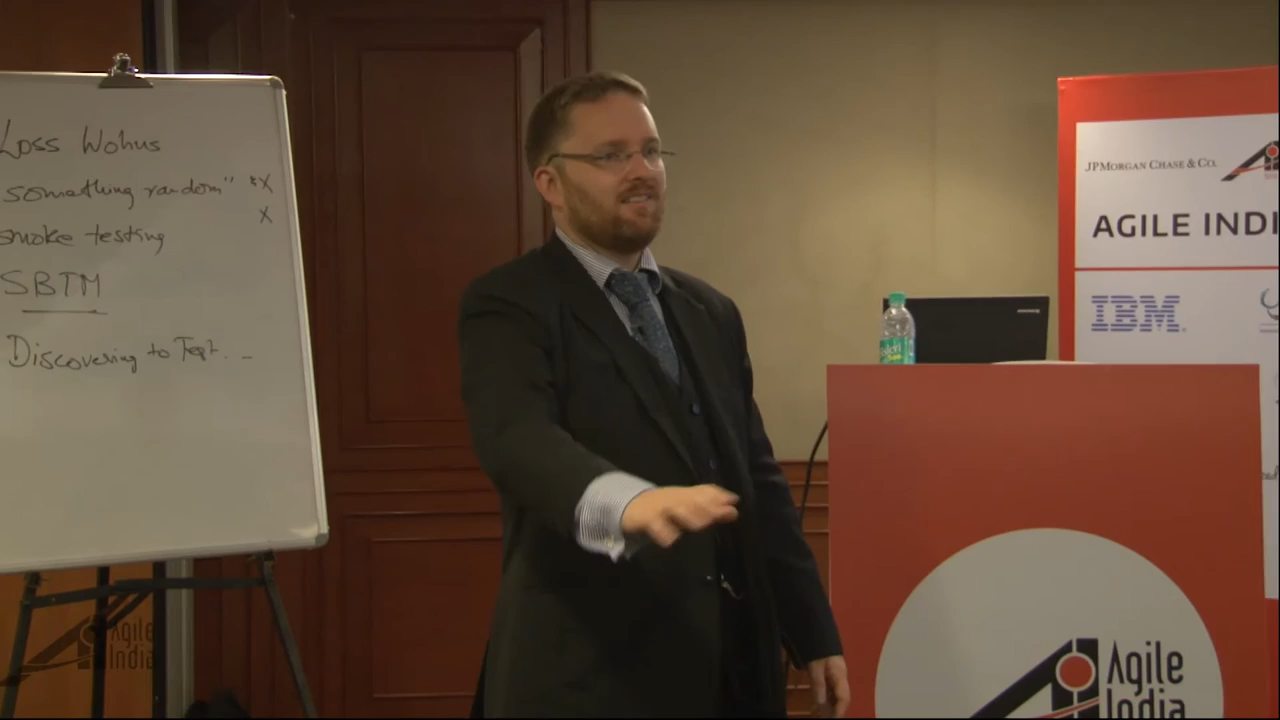 Loss Wohus
something random" *X
X
smoke testing
SBTM
Discovering to
JPMORGAN CHASE & CO.
AGILE INDI
IBM
Agile
India
Agile
India